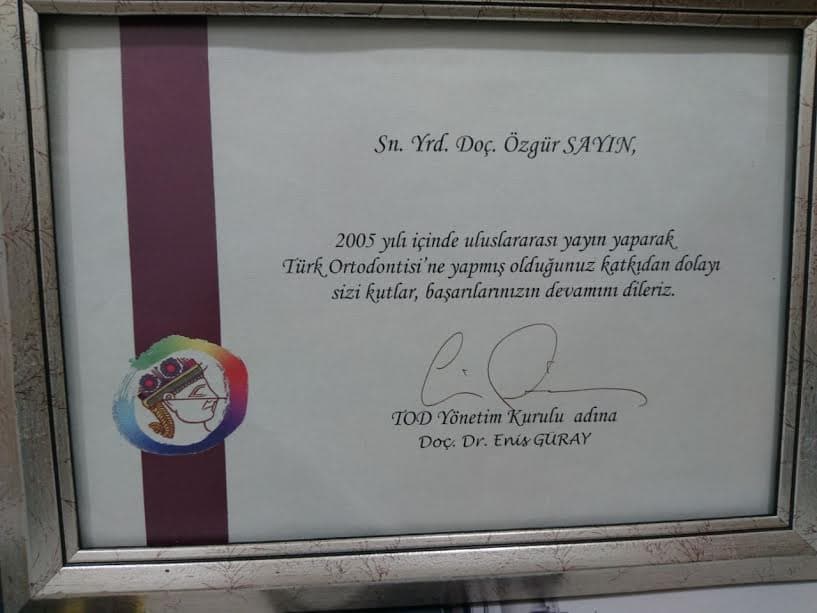 Sn. Yrd. Doç. Özgür SAYIN,
2005 yılı içinde uluslararası yayın yaparak
Türk Ortodontisi'ne yapmış olduğunuz katkıdan dolayı
sizi kutlar, başarılarınızın devamını dileriz.
TOD Yönetim Kurulu adına
Doç. Dr. Enis GÜRAY